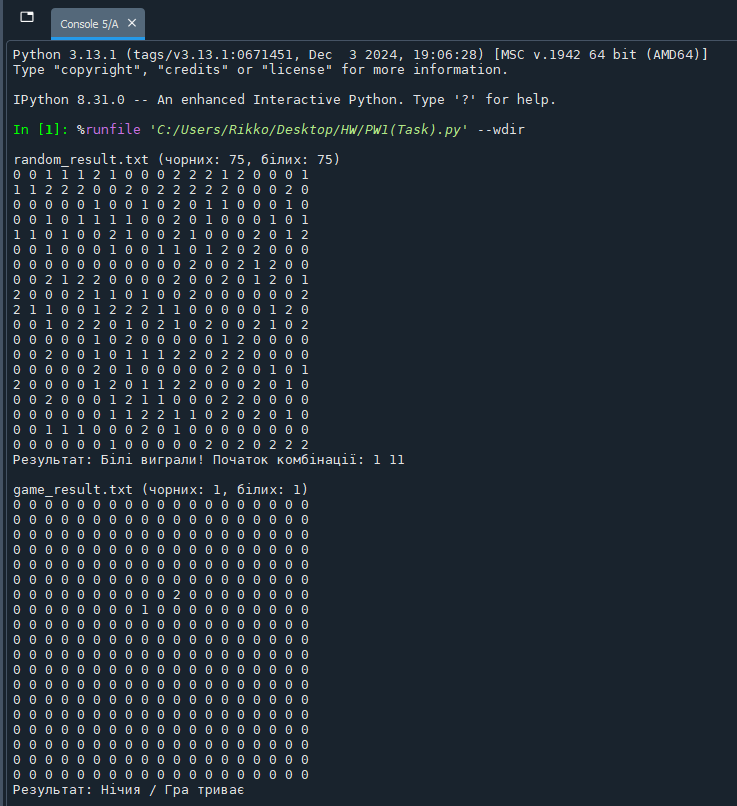 Console 5/A ×
Python 3.13.1 (tags/v3.13.1:0671451, Dec  3 2024, 19:06:28) [MSC v.1942 64 bit (AMD64)]
Type "copyright", "credits" or "license" for more information.
IPython 8.31.0 -- An enhanced Interactive Python. Type '?' for help.
In [1]: %runfile 'C:/Users/Rikko/Desktop/HW/PW1(Task).py' --wdir
random_result.txt (чорних: 75, білих: 75)
0 0 1 1 1 2 1 0 0 0 2 2 2 1 2 0 0 0 1
1 1 2 2 2 0 0 2 0 2 2 2 2 2 0 0 0 2 0
0 0 0 0 0 1 0 0 1 0 2 0 1 1 0 0 0 1 0
0 0 1 0 1 1 1 1 0 0 2 0 1 0 0 0 1 0 1
1 1 0 1 0 0 2 1 0 0 2 1 0 0 0 2 0 1 2
0 0 1 0 0 0 1 0 0 1 1 0 1 2 0 2 0 0 0
0 0 0 0 0 0 0 0 0 0 0 2 0 0 2 1 2 0 0
0 0 2 1 2 2 0 0 0 0 2 0 0 2 0 1 2 0 1
2 0 0 0 2 1 1 0 1 0 0 2 0 0 0 0 0 0 2
2 1 1 0 0 1 2 2 2 1 1 0 0 0 0 0 1 2 0
0 0 1 0 2 2 0 1 0 2 1 0 2 0 0 2 1 0 2
0 0 0 0 0 1 0 2 0 0 0 0 0 1 2 0 0 0 0
0 0 2 0 0 1 0 1 1 1 2 2 0 2 2 0 0 0 0
0 0 0 0 0 2 0 1 0 0 0 0 0 2 0 0 1 0 1
2 0 0 0 0 1 2 0 1 1 2 2 0 0 0 2 0 1 0
0 0 2 0 0 0 1 2 1 1 0 0 0 2 2 0 0 0 0
0 0 0 0 0 0 1 1 2 2 1 1 0 2 0 2 0 1 0
0 0 1 1 1 0 0 0 2 0 1 0 0 0 0 0 0 0 0
0 0 0 0 0 0 1 0 0 0 0 0 2 0 2 0 2 2 2
Результат: Білі виграли! Початок комбінації: 1 11
game_result.txt (чорних: 1, білих: 1)
0 0 0 0 0 0 0 0 0 0 0 0 0 0 0 0 0 0 0
0 0 0 0 0 0 0 0 0 0 0 0 0 0 0 0 0 0 0
0 0 0 0 0 0 0 0 0 0 0 0 0 0 0 0 0 0 0
0 0 0 0 0 0 0 0 0 0 0 0 0 0 0 0 0 0 0
0 0 0 0 0 0 0 0 0 0 0 0 0 0 0 0 0 0 0
0 0 0 0 0 0 0 0 0 0 0 0 0 0 0 0 0 0 0
0 0 0 0 0 0 0 0 0 0 2 0 0 0 0 0 0 0 0
0 0 0 0 0 0 0 0 1 0 0 0 0 0 0 0 0 0 0
0 0 0 0 0 0 0 0 0 0 0 0 0 0 0 0 0 0 0
0 0 0 0 0 0 0 0 0 0 0 0 0 0 0 0 0 0 0
0 0 0 0 0 0 0 0 0 0 0 0 0 0 0 0 0 0 0
0 0 0 0 0 0 0 0 0 0 0 0 0 0 0 0 0 0 0
0 0 0 0 0 0 0 0 0 0 0 0 0 0 0 0 0 0 0
0 0 0 0 0 0 0 0 0 0 0 0 0 0 0 0 0 0 0
0 0 0 0 0 0 0 0 0 0 0 0 0 0 0 0 0 0 0
0 0 0 0 0 0 0 0 0 0 0 0 0 0 0 0 0 0 0
0 0 0 0 0 0 0 0 0 0 0 0 0 0 0 0 0 0 0
0 0 0 0 0 0 0 0 0 0 0 0 0 0 0 0 0 0 0
0 0 0 0 0 0 0 0 0 0 0 0 0 0 0 0 0 0 0
Результат: Нічия / Гра триває